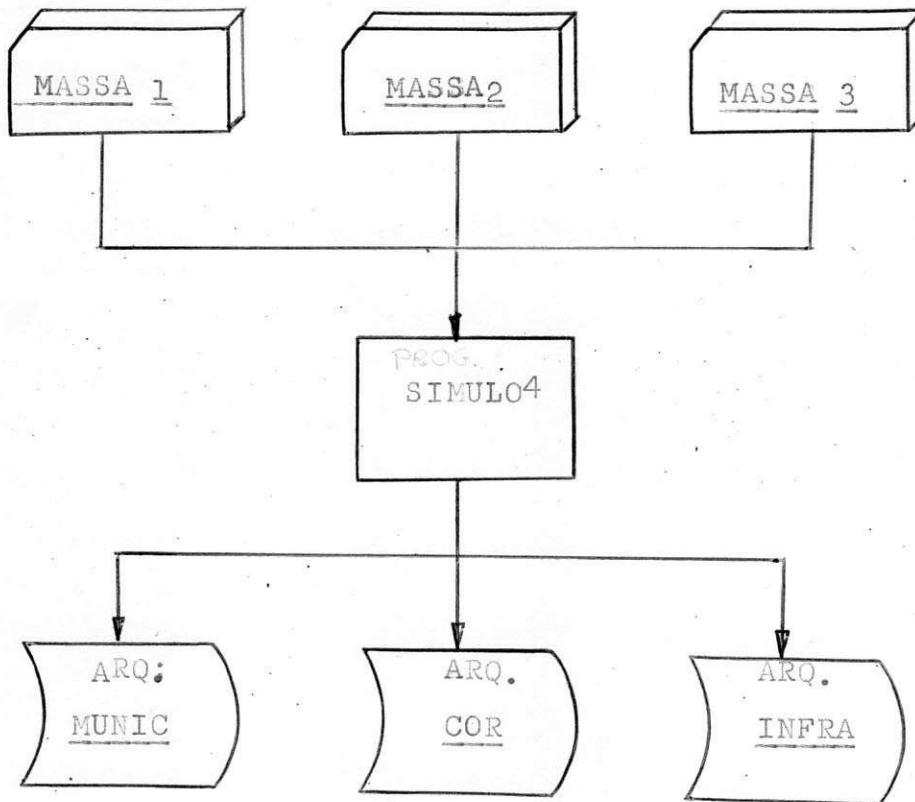 MASSA 1
MASSA2
MASSA 3
PROG.
SIMULO4
ARQ:
MUNIC
ARQ.
COR
ARQ.
INFRA